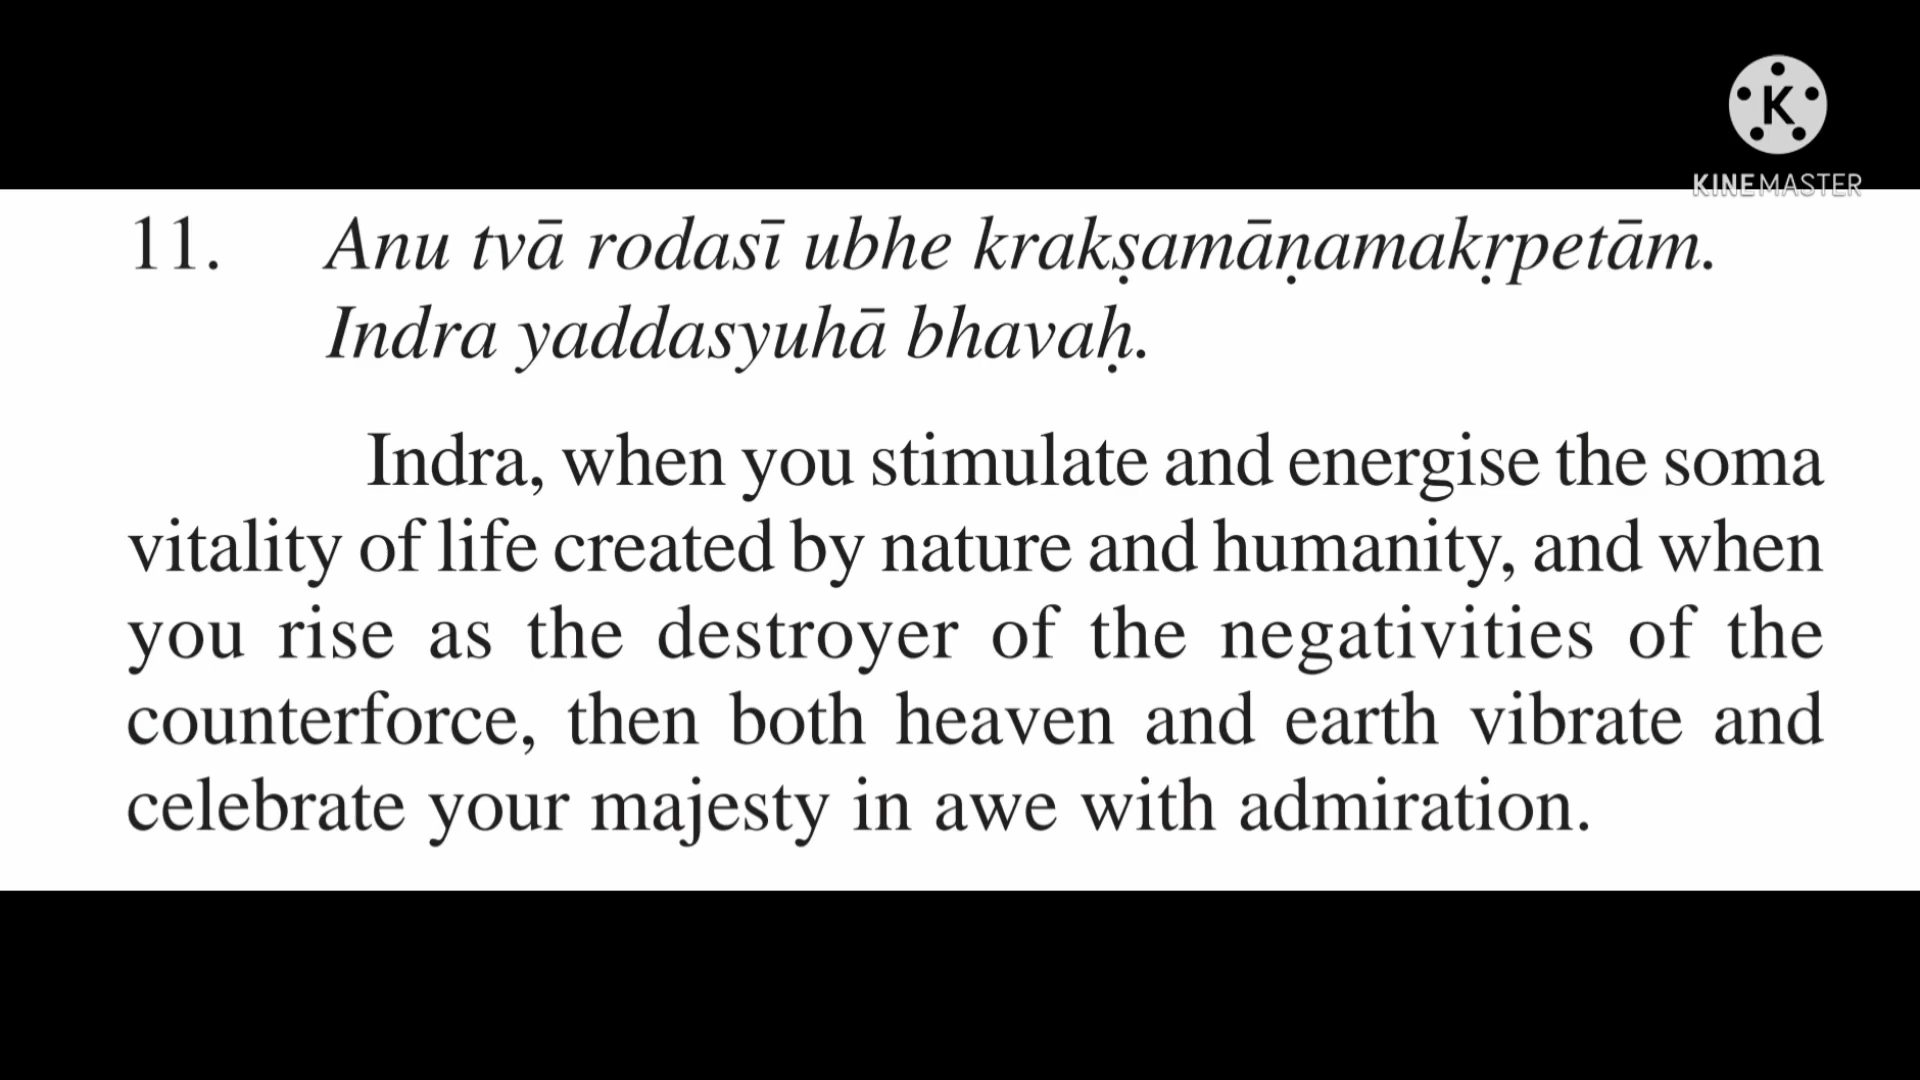 K
KINEMASTER
11. Anu tvā rodasī ubhe krakṣamāṇamakṛpetām.
Indra yaddasyuhā bhavaḥ.
Indra, when you stimulate and energise the soma
vitality of life created by nature and humanity, and when
you rise as the destroyer of the negativities of the
counterforce, then both heaven and earth vibrate and
celebrate your majesty in awe with admiration.